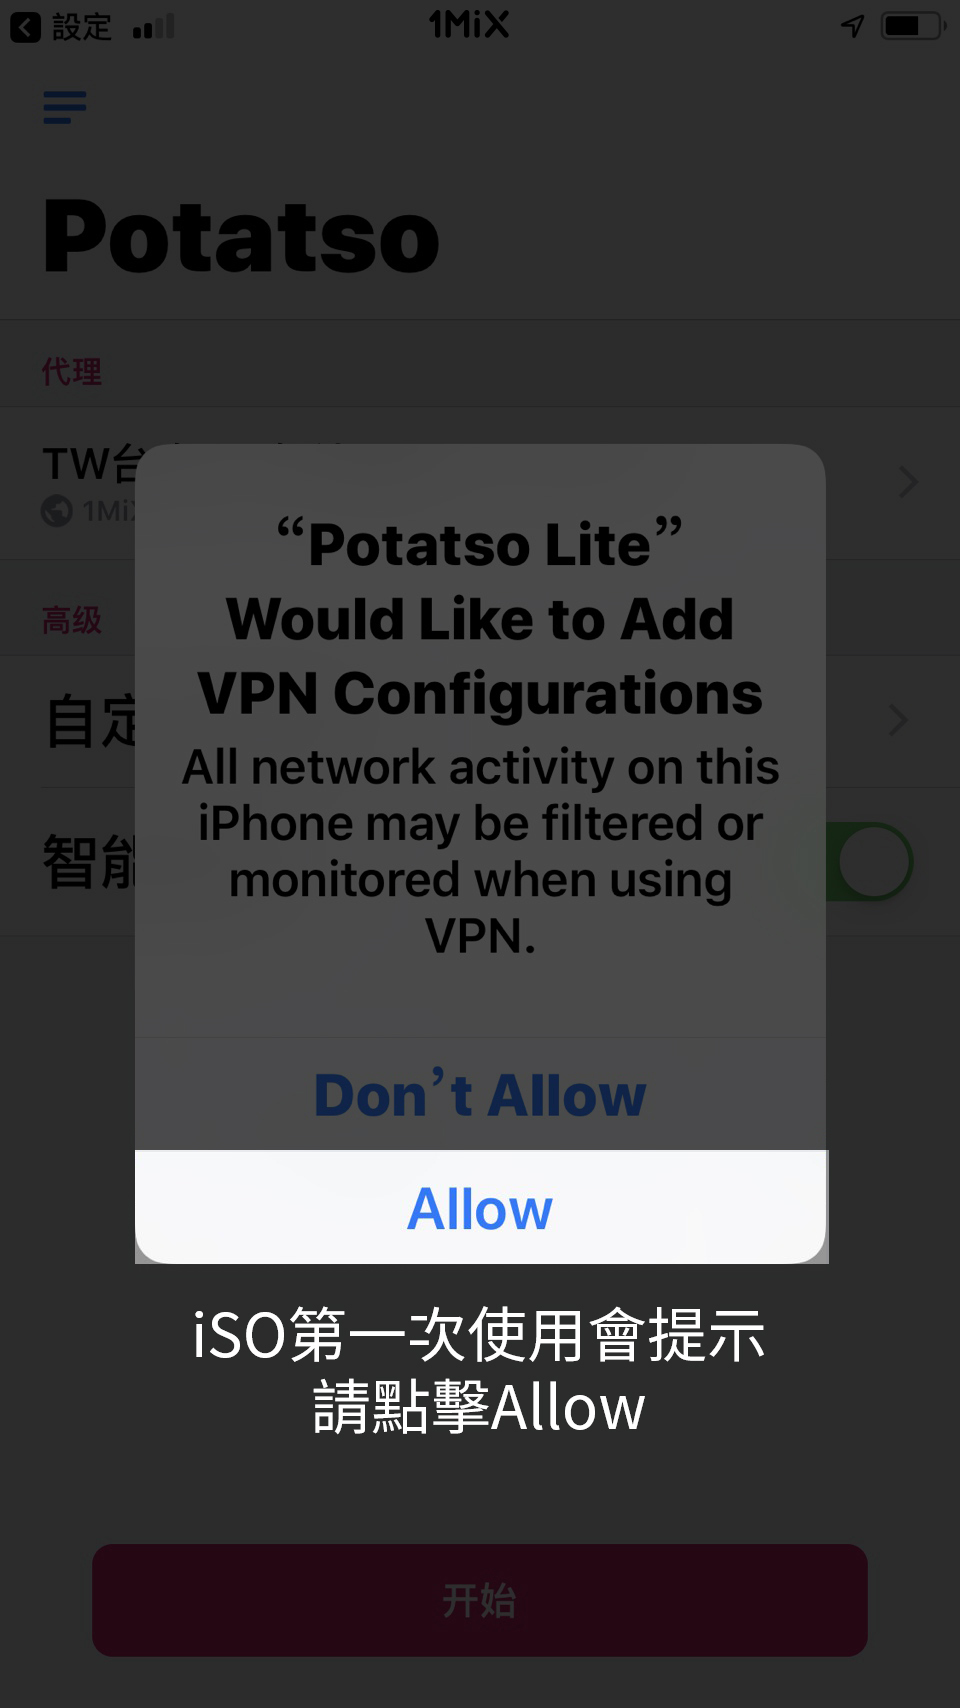 設定
1MiX
Potatso
代理
TW台
1Mi
高级
“Potatso Lite”
Would Like to Add
VPN Configurations
All network activity on this
iPhone may be filtered or
monitored when using
VPN.
自定
智能
Don’t Allow
Allow
iSO第一次使用會提示
請點擊Allow
开始